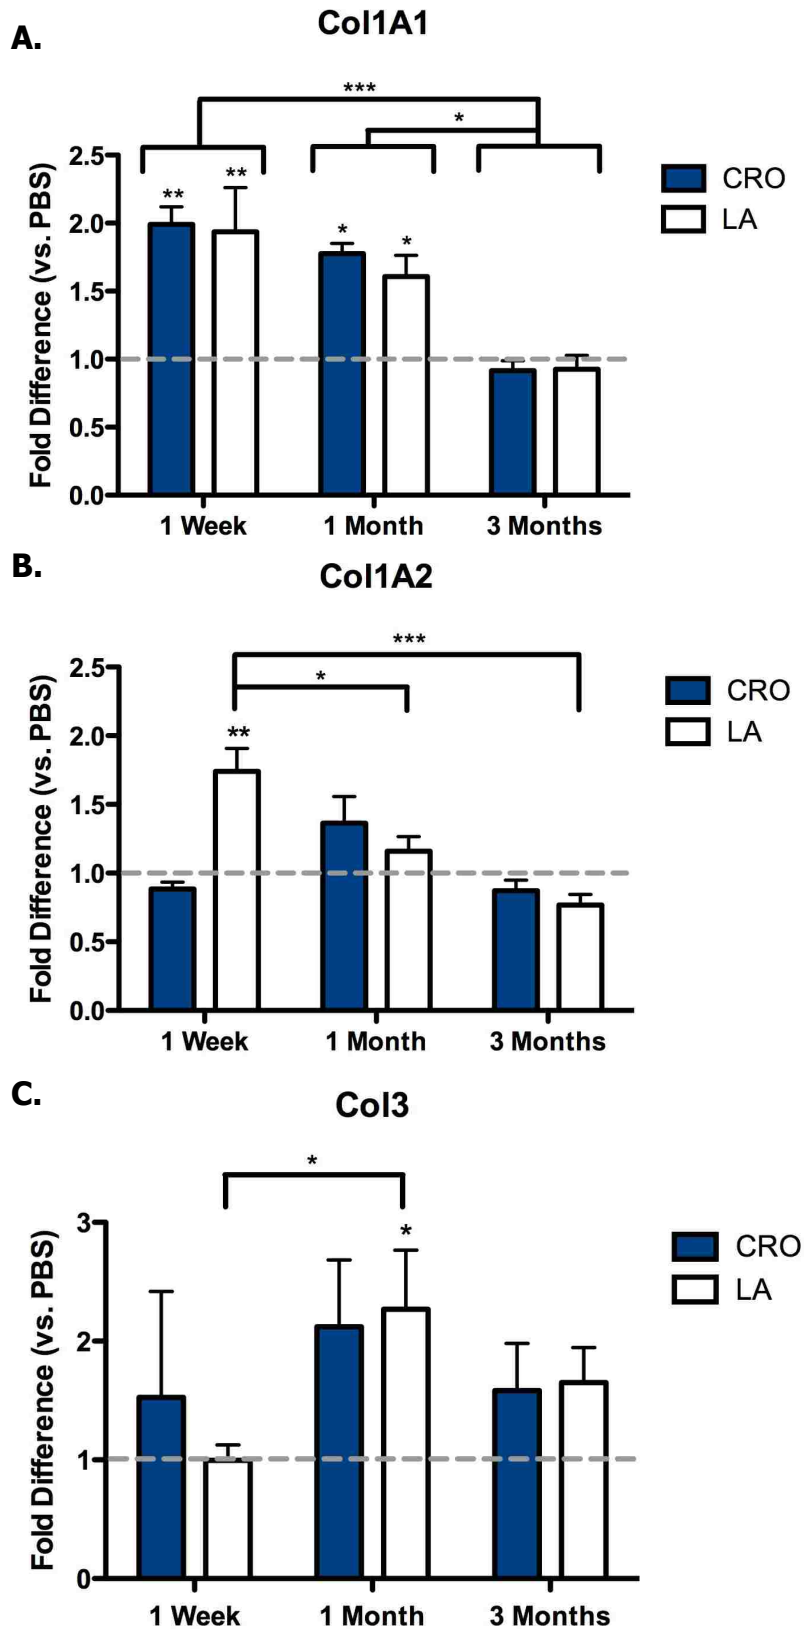 A.
Col1A1
***
*
Fold Difference (vs. PBS)
2.5
2.0
1.5
1.0
0.5
0.0
**
**
*
*
CRO
LA
1 Week
1 Month
3 Months
B.
Col1A2
***
*
Fold Difference (vs. PBS)
2.5
2.0
1.5
1.0
0.5
0.0
**
CRO
LA
1 Week
1 Month
3 Months
C.
Col3
*
Fold Difference (vs. PBS)
3
2
1
0
*
CRO
LA
1 Week
1 Month
3 Months